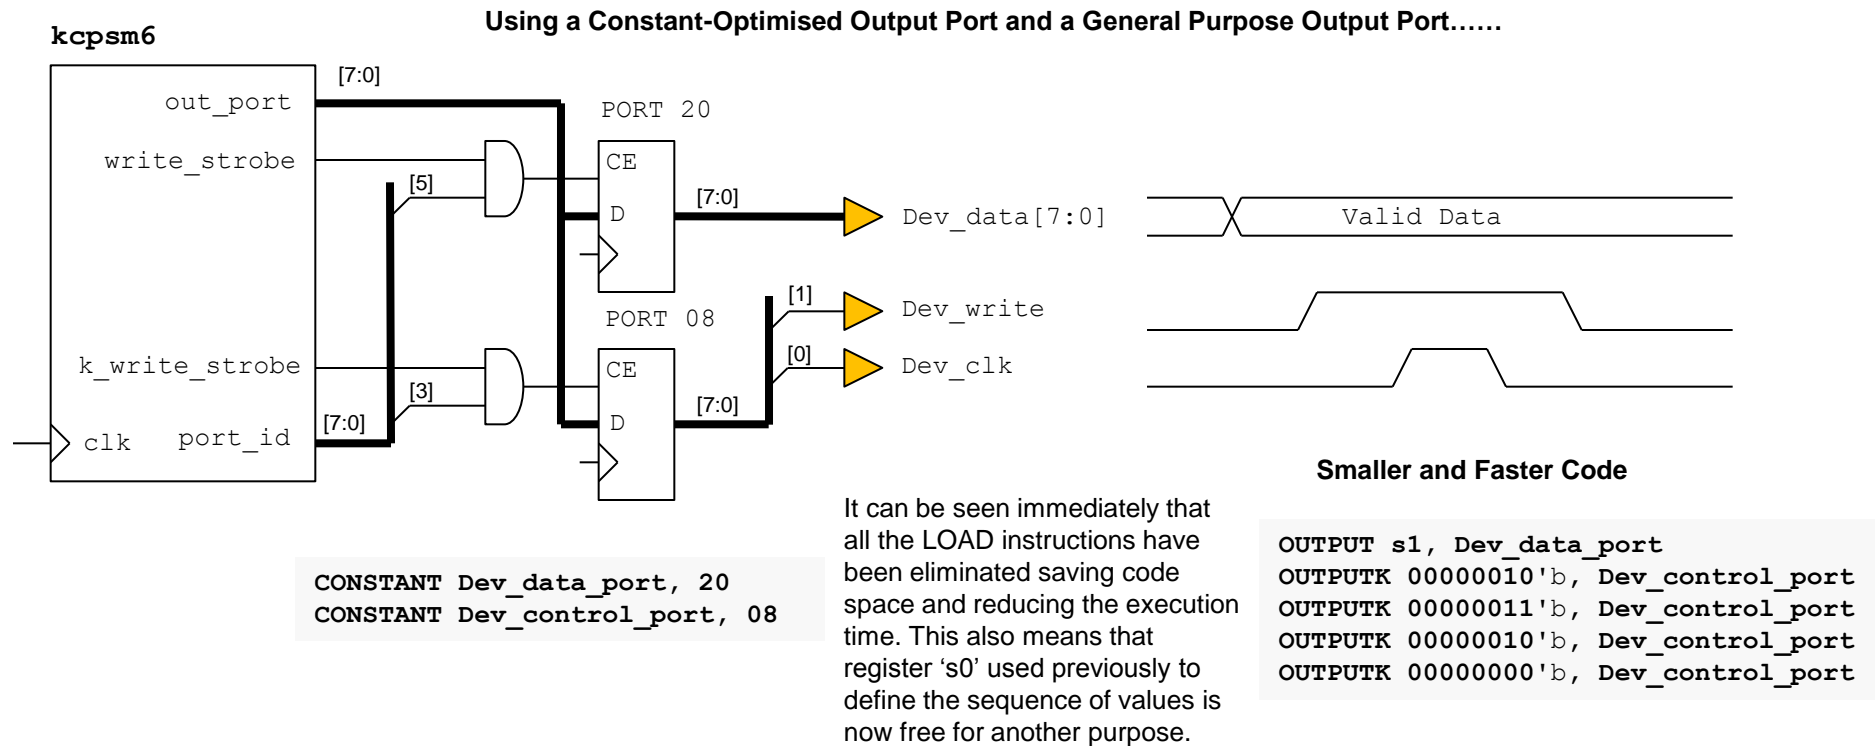 Using a Constant-Optimised Output Port and a General Purpose Output Port……
kcpsm6
[7:0]
out_port
PORT 20
write_strobe
CE
[5]
[7:0]
D
Dev_data[7:0]
Valid Data
[1]
Dev_write
PORT 08
k_write_strobe
CE
[0]
Dev_clk
[3]
[7:0]
[7:0]
D
clk
port_id
Smaller and Faster Code
CONSTANT Dev_data_port, 20
CONSTANT Dev_control_port, 08
It can be seen immediately that
all the LOAD instructions have
been eliminated saving code
space and reducing the execution
time. This also means that
register ‘s0’ used previously to
define the sequence of values is
now free for another purpose.
OUTPUT s1, Dev_data_port
OUTPUTK 00000010'b, Dev_control_port
OUTPUTK 00000011'b, Dev_control_port
OUTPUTK 00000010'b, Dev_control_port
OUTPUTK 00000000'b, Dev_control_port